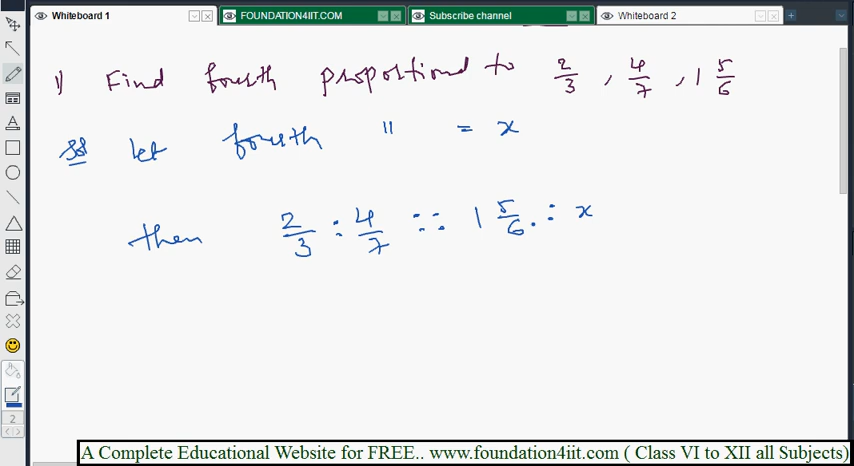 Whiteboard 1
FOUNDATION4IIT.COM
Subscribe channel
Whiteboard 2
1) Find fourth proportional to 2/3 , 4/7 , 1 5/6
Sol let fourth " = x
then 2/3 : 4/7 :: 1 5/6 : x
2
A Complete Educational Website for FREE.. www.foundation4iit.com ( Class VI to XII all Subjects)